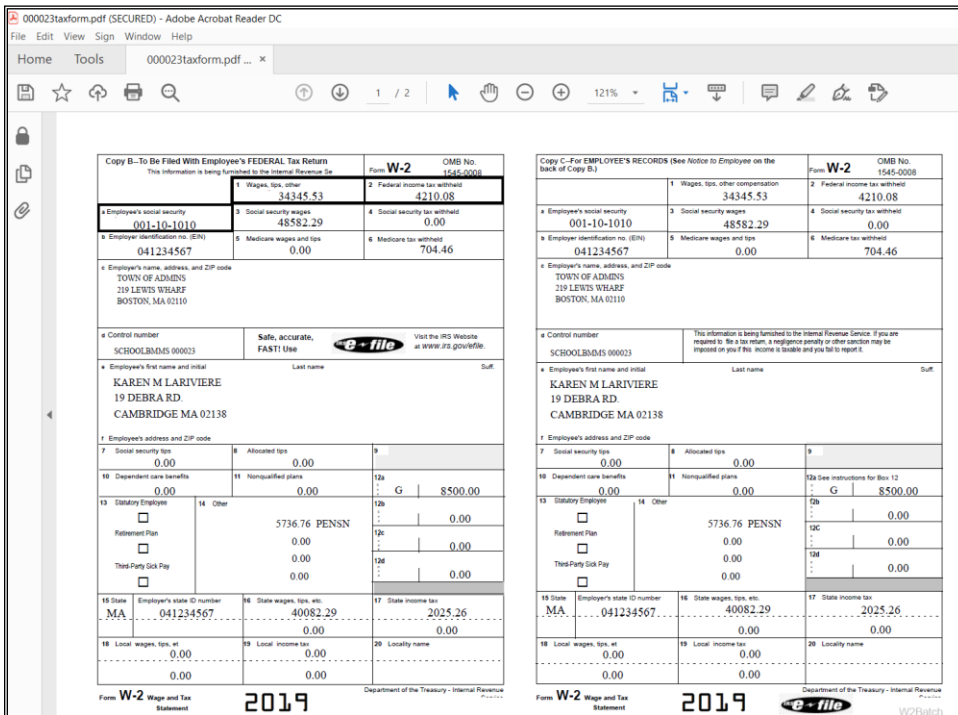 000023taxform.pdf (SECURED) - Adobe Acrobat Reader DC
File Edit View Sign Window Help
Home Tools 000023taxform.pdf ... ×
1 / 2 121%
Copy B--To Be Filed With Employee's FEDERAL Tax Return
This Information is being furnished to the Internal Revenue Se
Form W-2
OMB No.
1545-0008
1 Wages, tips, other
34345.53
2 Federal income tax withheld
4210.08
a Employee's social security
001-10-1010
3 Social security wages
48582.29
4 Social security tax withheld
0.00
b Employer identification no. (EIN)
041234567
5 Medicare wages and tips
0.00
6 Medicare tax withheld
704.46
c Employer's name, address, and ZIP code
TOWN OF ADMINS
219 LEWIS WHARF
BOSTON, MA 02110
d Control number
SCHOOLBMMS 000023
Safe, accurate,
FAST! Use
IRS e-file
Visit the IRS Website
at www.irs.gov/efile.
e Employee's first name and initial Last name Suff.
KAREN M LARIVIERE
19 DEBRA RD.
CAMBRIDGE MA 02138
f Employee's address and ZIP code
7 Social security tips
0.00
8 Allocated tips
0.00
9
10 Dependent care benefits
0.00
11 Nonqualified plans
0.00
12a
G 8500.00
13 Statutory Employee
Retirement Plan
Third-Party Sick Pay
14 Other
5736.76 PENSN
0.00
0.00
0.00
12b
0.00
12c
0.00
12d
0.00
15 State Employer's state ID number
MA 041234567
16 State wages, tips, etc.
40082.29
0.00
17 State income tax
2025.26
0.00
18 Local wages, tips, et
0.00
0.00
19 Local income tax
0.00
0.00
20 Locality name
Form W-2 Wage and Tax
Statement
2019
Department of the Treasury - Internal Revenue
Service
Copy C--For EMPLOYEE'S RECORDS (See Notice to Employee on the
back of Copy B.)
Form W-2
OMB No.
1545-0008
1 Wages, tips, other compensation
34345.53
2 Federal income tax withheld
4210.08
a Employee's social security
001-10-1010
3 Social security wages
48582.29
4 Social security tax withheld
0.00
b Employer identification no. (EIN)
041234567
5 Medicare wages and tips
0.00
6 Medicare tax withheld
704.46
c Employer's name, address, and ZIP code
TOWN OF ADMINS
219 LEWIS WHARF
BOSTON, MA 02110
d Control number
SCHOOLBMMS 000023
This information is being furnished to the Internal Revenue Service. If you are
required to file a tax return, a negligence penalty or other sanction may be
imposed on you if this income is taxable and you fail to report it.
e Employee's first name and initial Last name Suff.
KAREN M LARIVIERE
19 DEBRA RD.
CAMBRIDGE MA 02138
f Employee's address and ZIP code
7 Social security tips
0.00
8 Allocated tips
0.00
9
10 Dependent care benefits
0.00
11 Nonqualified plans
0.00
12a See instructions for Box 12
G 8500.00
13 Statutory Employee
Retirement Plan
Third-Party Sick Pay
14 Other
5736.76 PENSN
0.00
0.00
0.00
12b
0.00
12C
0.00
12d
0.00
15 State Employer's state ID number
MA 041234567
16 State wages, tips, etc.
40082.29
0.00
17 State income tax
2025.26
0.00
18 Local wages, tips, et
0.00
0.00
19 Local income tax
0.00
0.00
20 Locality name
Form W-2 Wage and Tax
Statement
2019
e-file
Department of the Treasury - Internal Revenue
Service
W2Batch